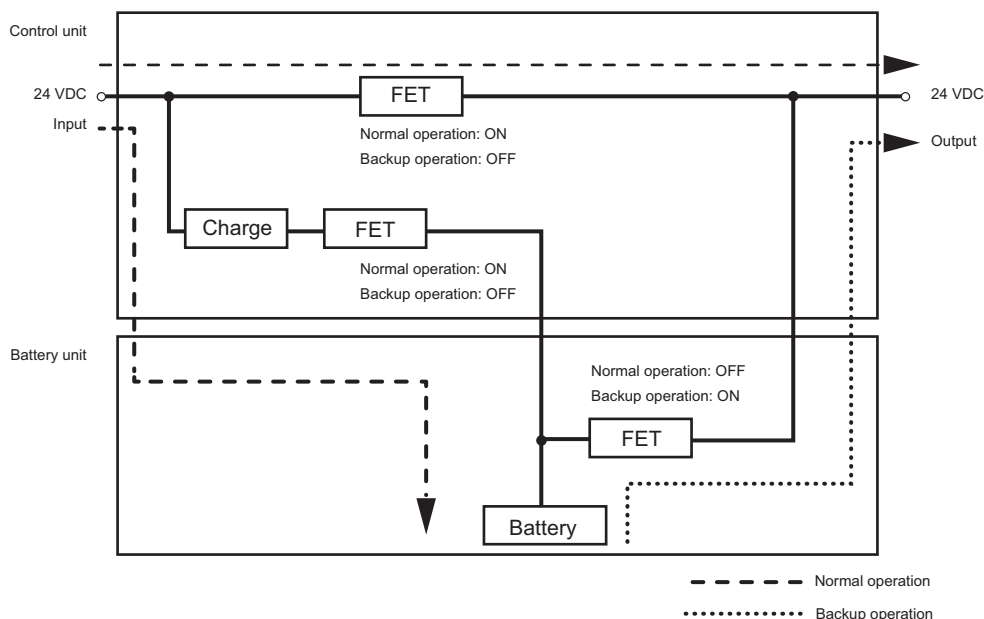 Control unit
24 VDC
FET
24 VDC
Input
Normal operation: ON
Backup operation: OFF
Output
Charge
FET
Normal operation: ON
Backup operation: OFF
Battery unit
Normal operation: OFF
Backup operation: ON
FET
Battery
Normal operation
Backup operation